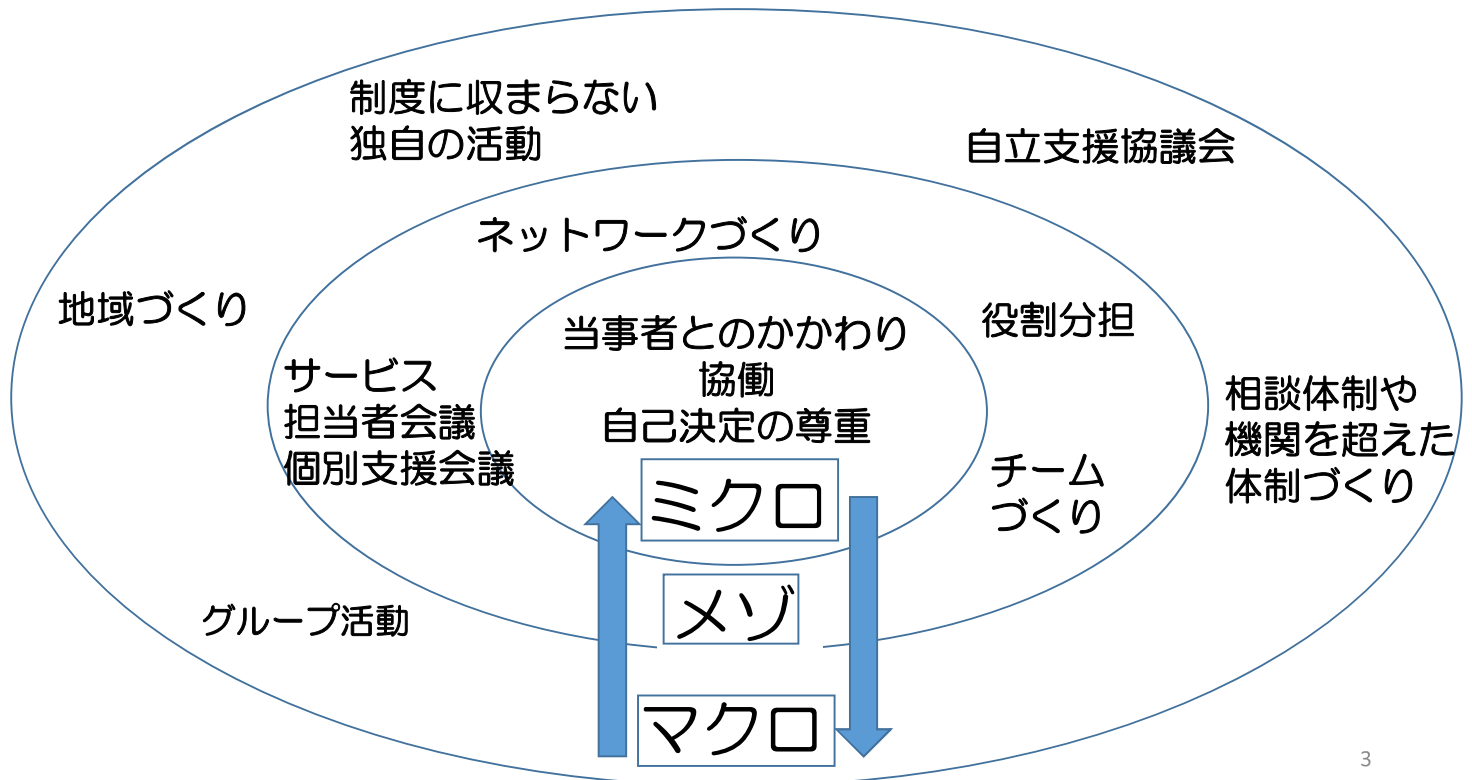 制度に収まらない
独自の活動
自立支援協議会
ネットワークづくり
地域づくり
役割分担
当事者とのかかわり
協働
自己決定の尊重
サービス
担当者会議
個別支援会議
相談体制や
機関を超えた
体制づくり
チーム
づくり
ミクロ
メゾ
グループ活動
マクロ
3